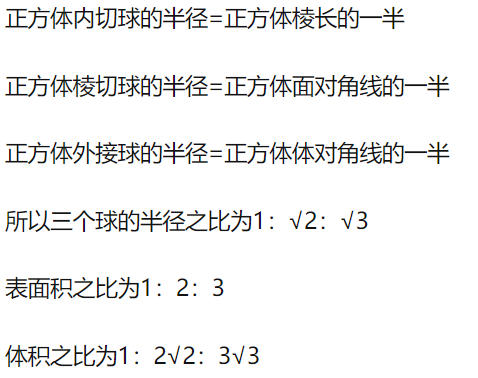 正方体内切球的半径=正方体棱长的一半
正方体棱切球的半径=正方体面对角线的一半
正方体外接球的半径=正方体体对角线的一半
所以三个球的半径之比为1：√2：√3
表面积之比为1：2：3
体积之比为1：2√2：3√3